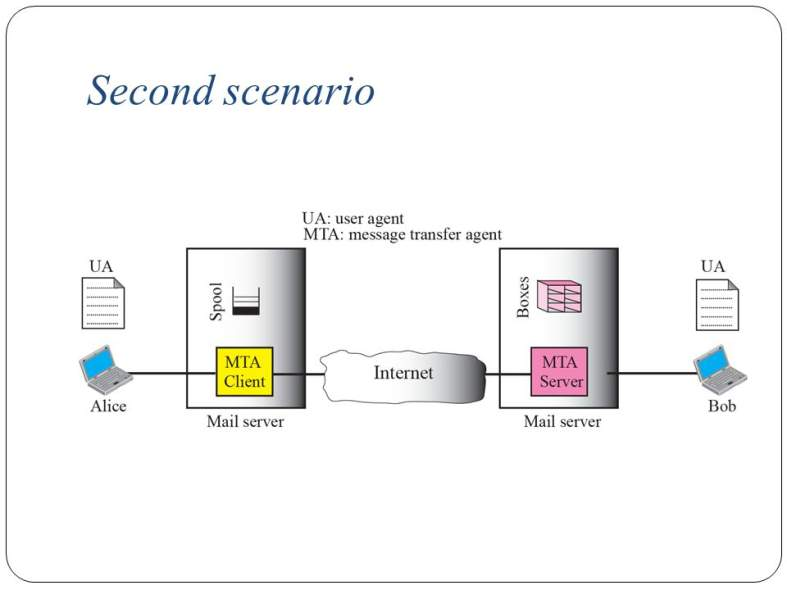 Second scenario
UA: user agent
MTA: message transfer agent
UA
Spool
MTA
Client
Alice
Mail server
Internet
Boxes
MTA
Server
Mail server
UA
Bob